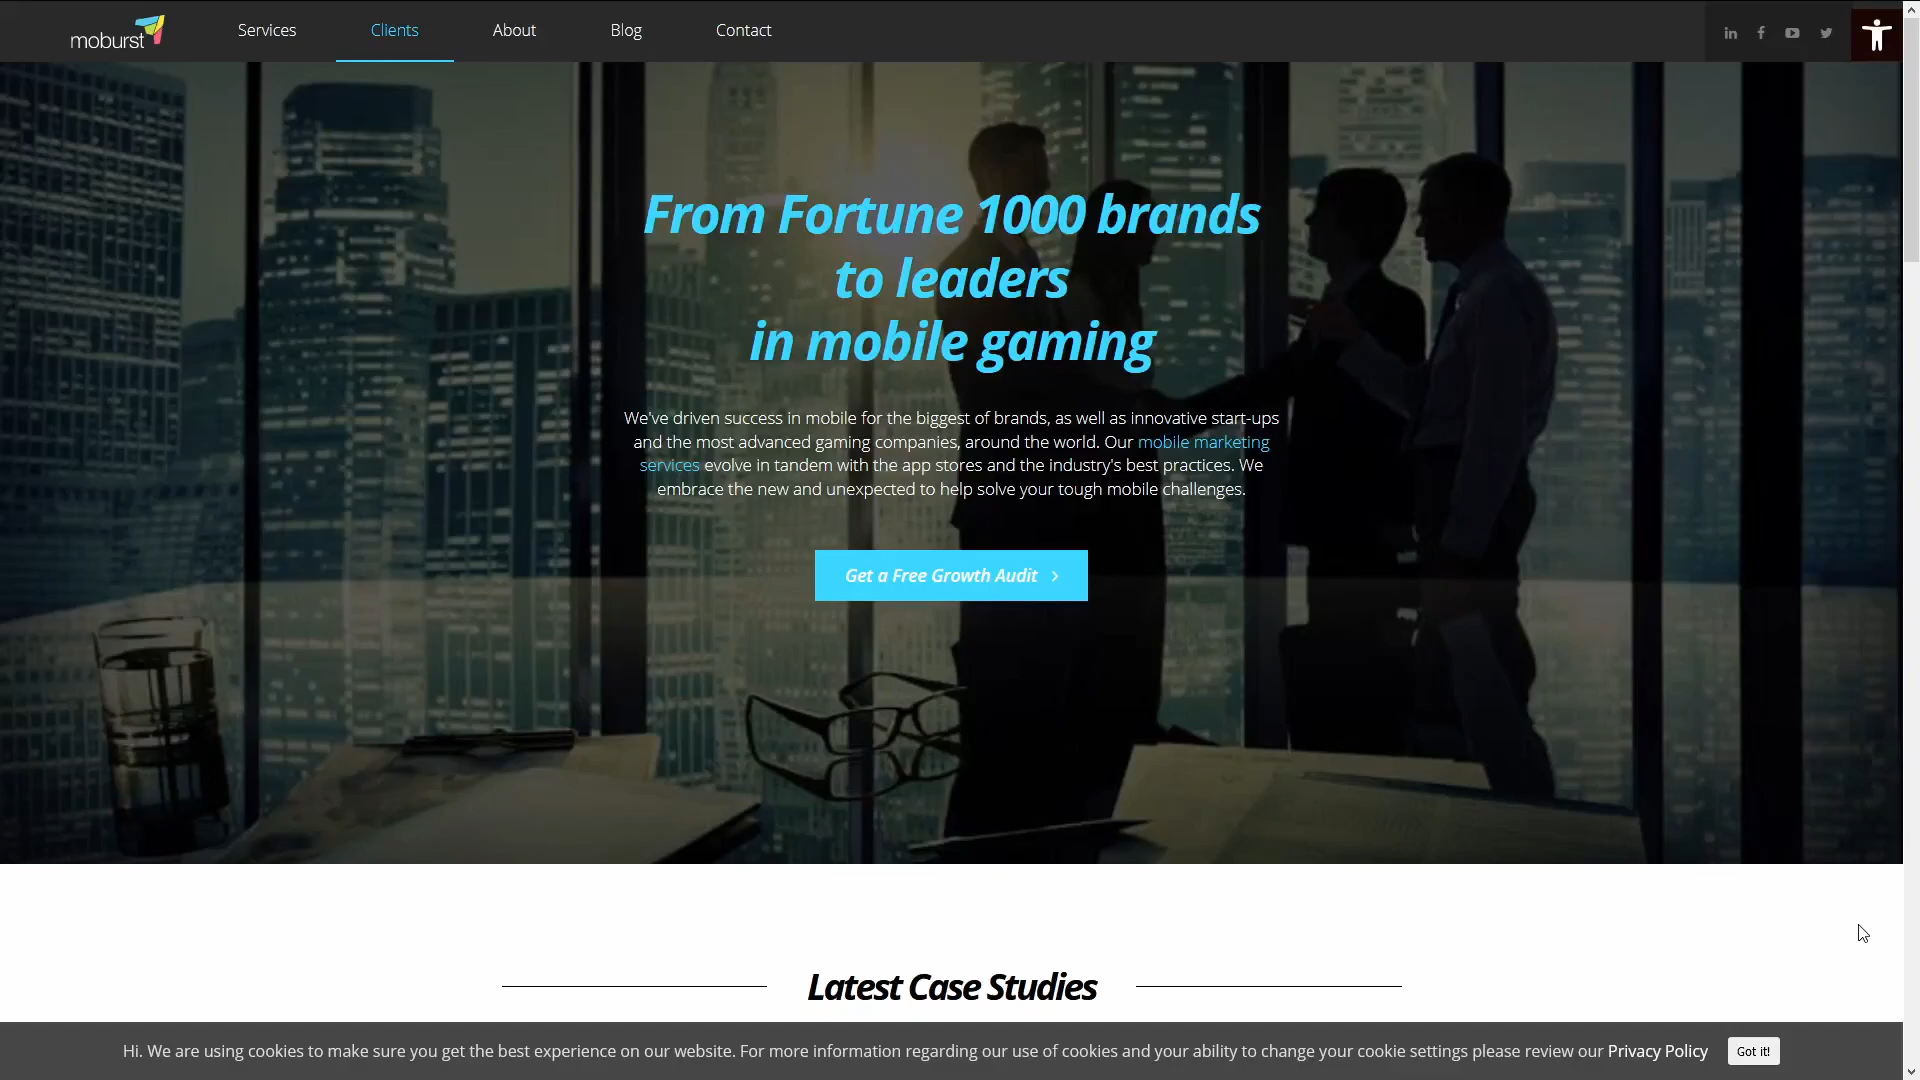 moburst
Services
Clients
About
Blog
Contact
From Fortune 1000 brands
to leaders
in mobile gaming
We've driven success in mobile for the biggest of brands, as well as innovative start-ups
and the most advanced gaming companies, around the world. Our mobile marketing
services evolve in tandem with the app stores and the industry's best practices. We
embrace the new and unexpected to help solve your tough mobile challenges.
Get a Free Growth Audit
Latest Case Studies
Hi. We are using cookies to make sure you get the best experience on our website. For more information regarding our use of cookies and your ability to change your cookie settings please review our Privacy Policy
Got it!